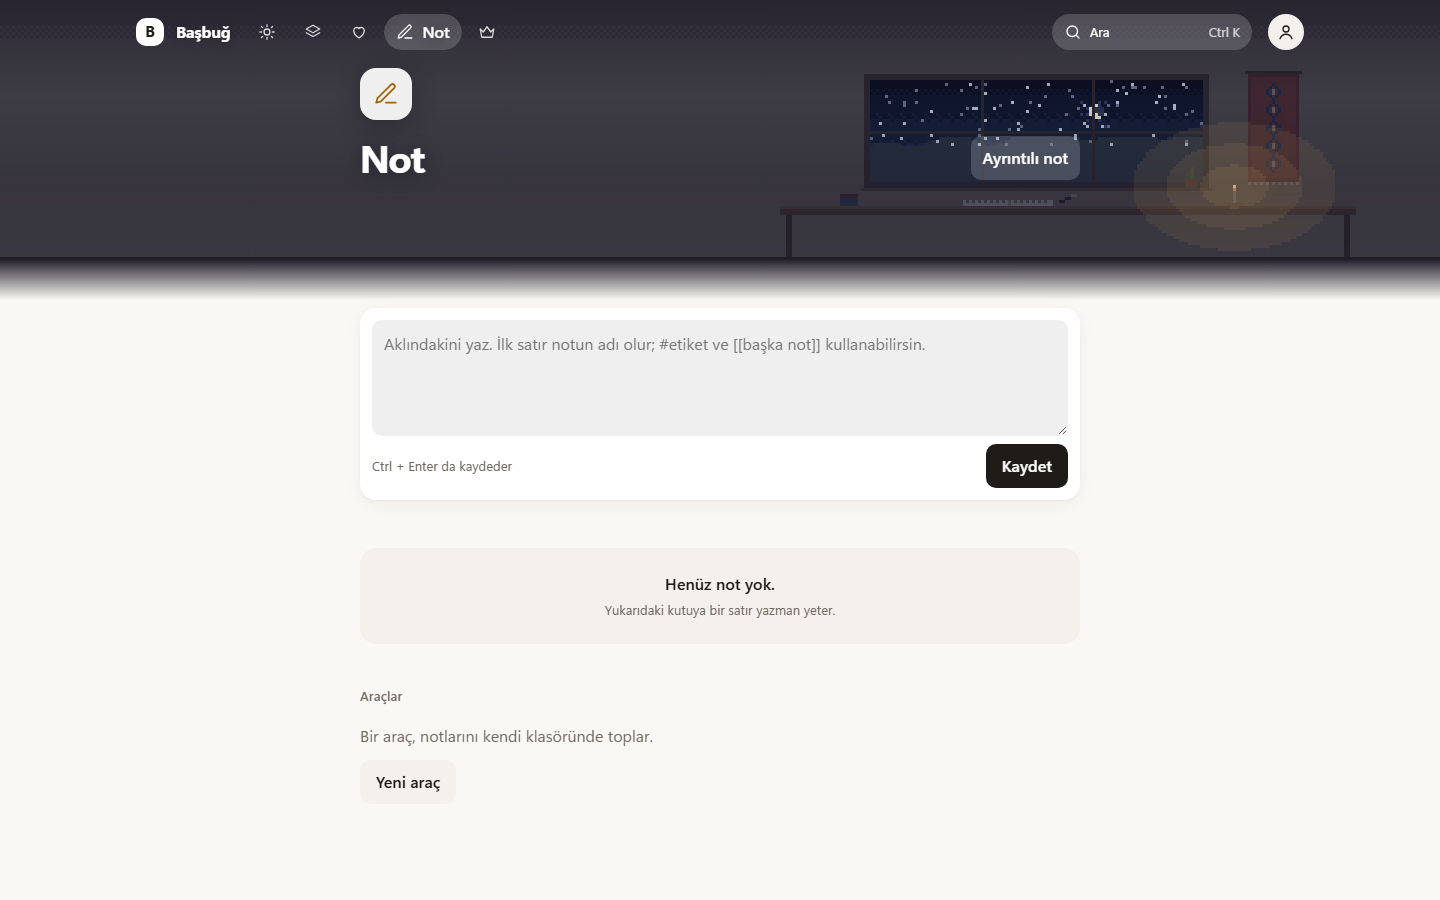 B Başbuğ Not Ara Ctrl K
Not
Ayrıntılı not
Aklındakini yaz. İlk satır notun adı olur; #etiket ve [[başka not]] kullanabilirsin.
Ctrl + Enter da kaydeder
Kaydet
Henüz not yok.
Yukarıdaki kutuya bir satır yazman yeter.
Araçlar
Bir araç, notlarını kendi klasöründe toplar.
Yeni araç